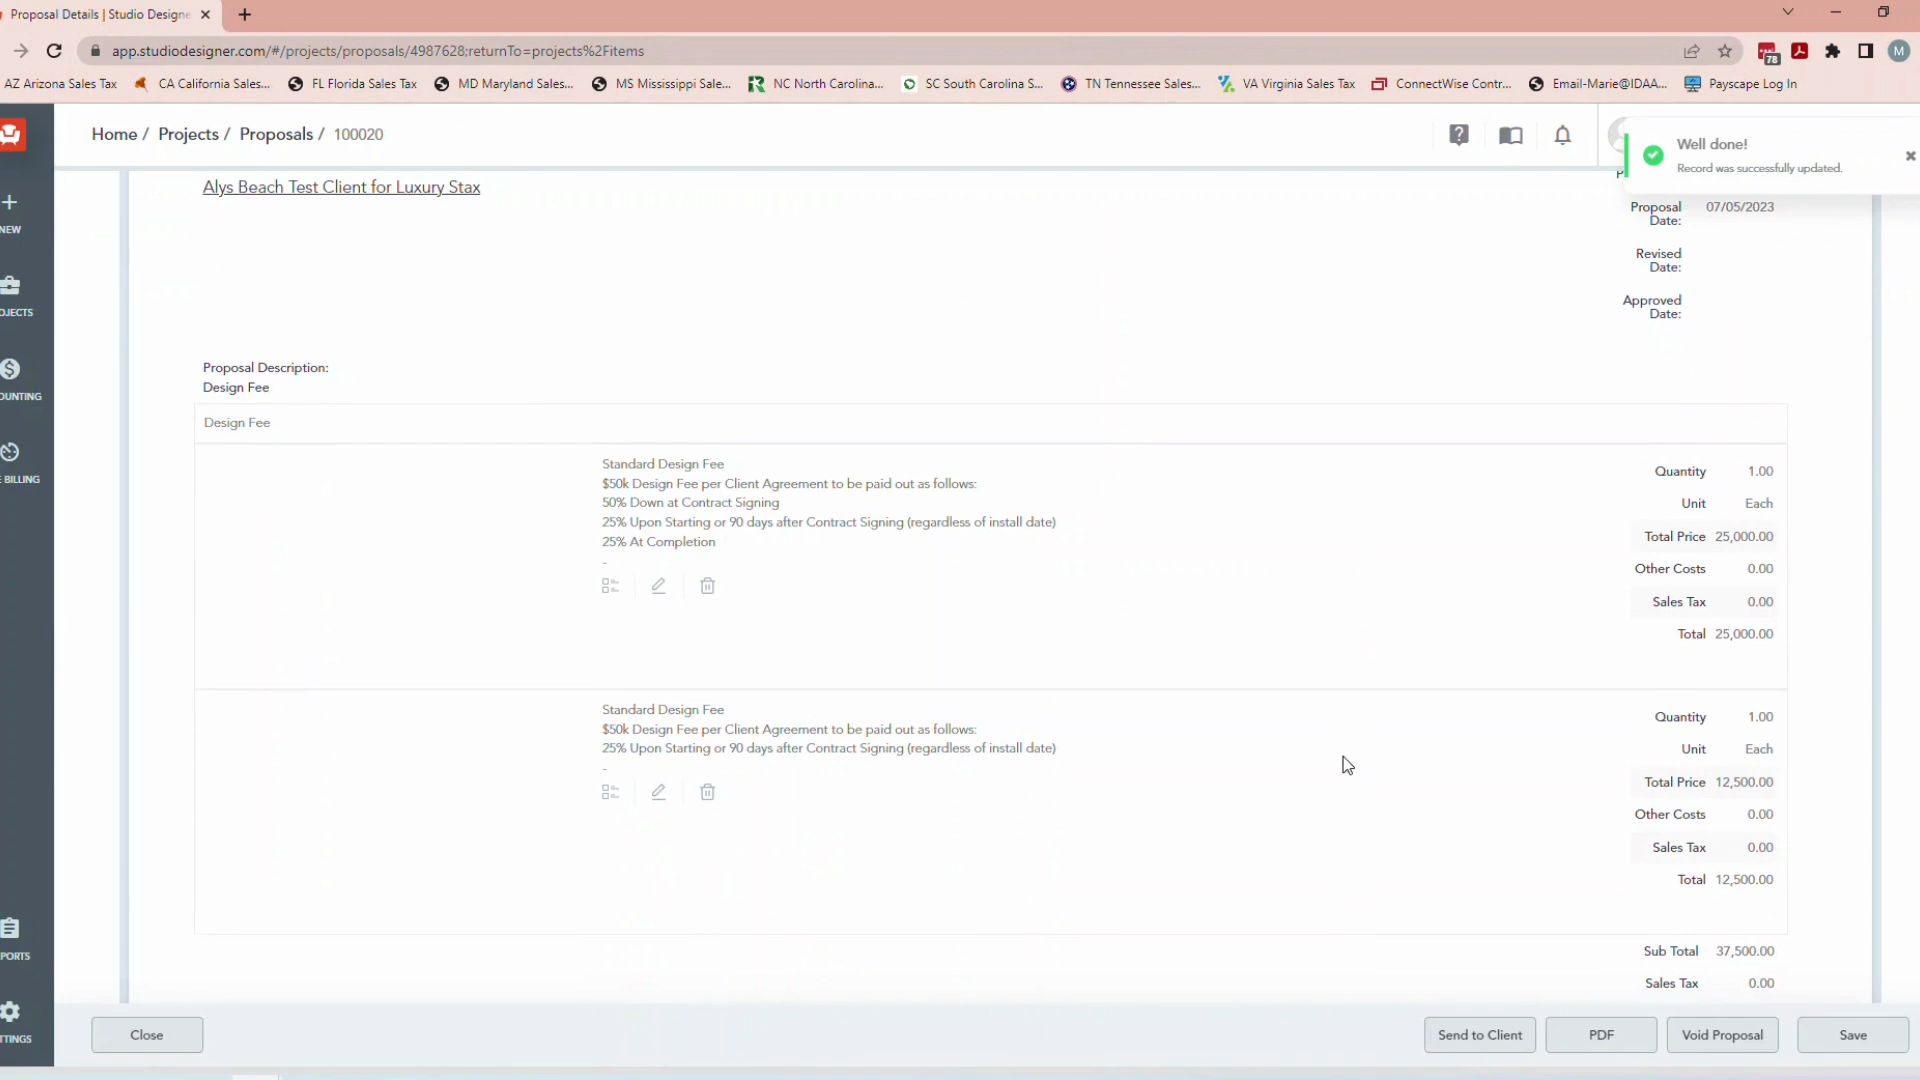 Proposal Details | Studio Designe
app.studiodesigner.com/#/projects/proposals/4987628;returnTo=projects%2Fitems
78
M
AZ Arizona Sales Tax
CA California Sales...
FL Florida Sales Tax
MD Maryland Sales...
MS Mississippi Sale...
NC North Carolina...
SC South Carolina S...
TN Tennessee Sales...
VA Virginia Sales Tax
ConnectWise Contr...
Email-Marie@IDAA...
Payscape Log In
Home / Projects / Proposals / 100020
Well done!
Record was successfully updated.
NEW
OJECTS
OUNTING
E BILLING
PORTS
TTINGS
Alys Beach Test Client for Luxury Stax
Proposal Date: 07/05/2023
Revised Date:
Approved Date:
Proposal Description:
Design Fee
Design Fee
Standard Design Fee
$50k Design Fee per Client Agreement to be paid out as follows:
50% Down at Contract Signing
25% Upon Starting or 90 days after Contract Signing (regardless of install date)
25% At Completion
-
Quantity 1.00
Unit Each
Total Price 25,000.00
Other Costs 0.00
Sales Tax 0.00
Total 25,000.00
Standard Design Fee
$50k Design Fee per Client Agreement to be paid out as follows:
25% Upon Starting or 90 days after Contract Signing (regardless of install date)
-
Quantity 1.00
Unit Each
Total Price 12,500.00
Other Costs 0.00
Sales Tax 0.00
Total 12,500.00
Sub Total 37,500.00
Sales Tax 0.00
Close
Send to Client
PDF
Void Proposal
Save